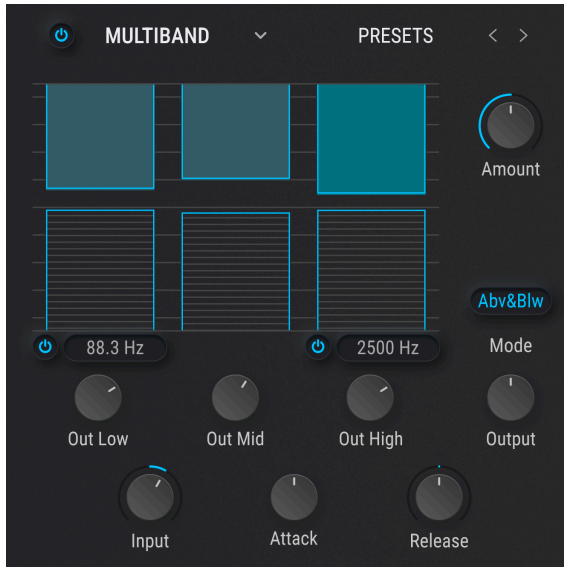 MULTIBAND
PRESETS
Amount
Abv&Blw
88.3 Hz
2500 Hz
Mode
Out Low
Out Mid
Out High
Output
Input
Attack
Release